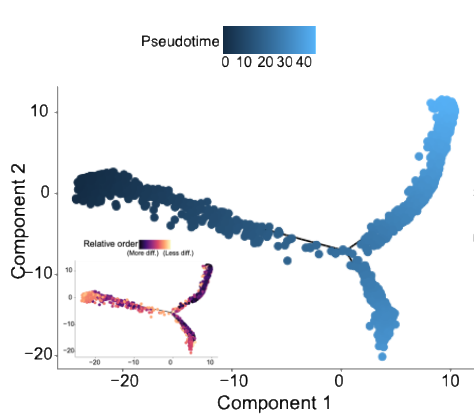 Pseudotime
0 10 20 30 40
10
0
−10
−20
Component 2
Relative order
(More diff.) (Less diff.)
10
0
−10
−20
−20 −10 0 10
−20 −10 0 10
Component 1